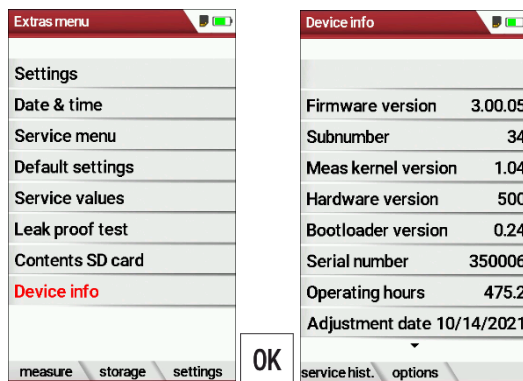 Extras menu
Settings
Date & time
Service menu
Default settings
Service values
Leak proof test
Contents SD card
Device info
measure storage settings
OK
Device info
Firmware version 3.00.05
Subnumber 34
Meas kernel version 1.04
Hardware version 500
Bootloader version 0.24
Serial number 350006
Operating hours 475.2
Adjustment date 10/14/2021
service hist. options